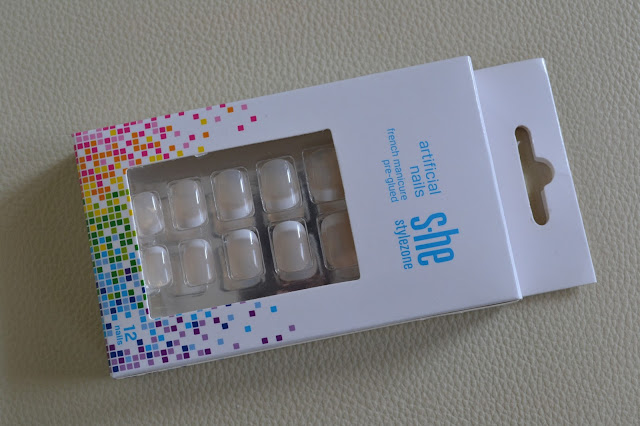 artificial
nails
french manicure
pre-glued
s-he
stylezone
12
nails